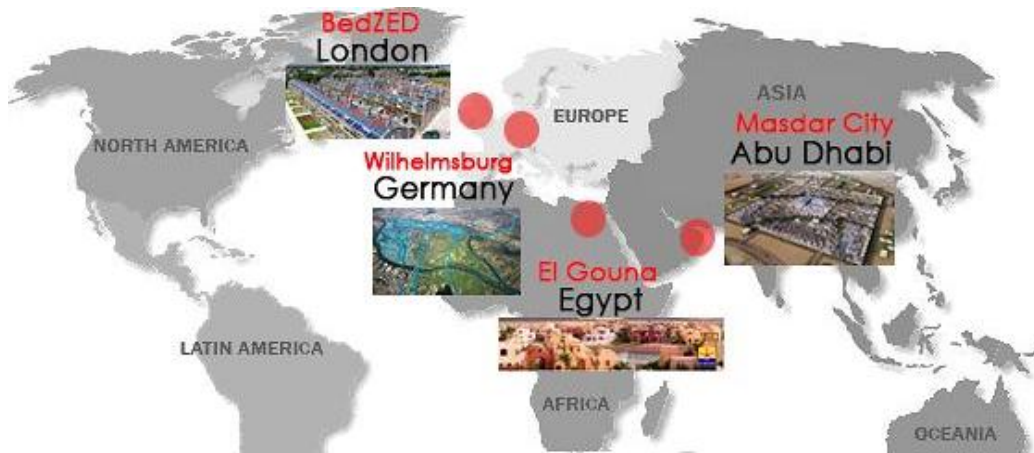 BedZED
London
EUROPE
ASIA
NORTH AMERICA
Masdar City
Abu Dhabi
Wilhelmsburg
Germany
El Gouna
Egypt
LATIN AMERICA
AFRICA
OCEANIA